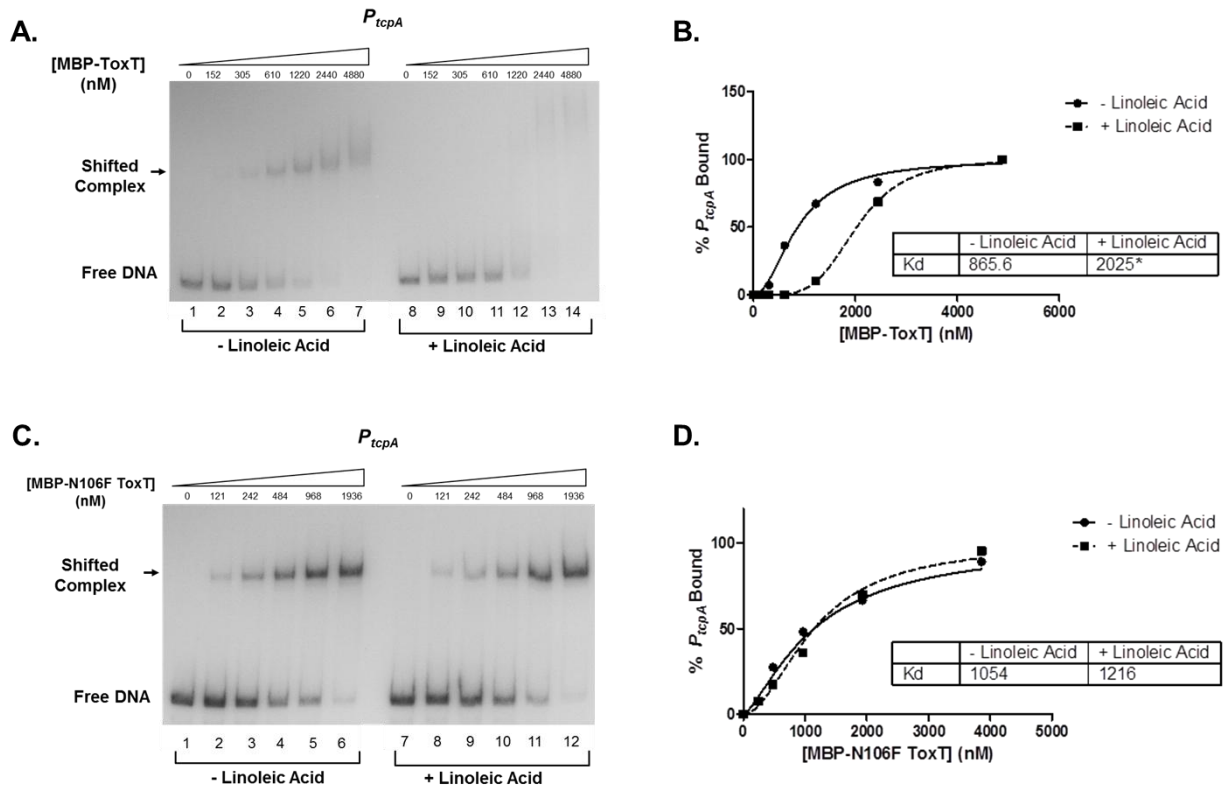 A.
P_tcpA
[MBP-ToxT]
(nM)
0 152 305 610 1220 2440 4880 0 152 305 610 1220 2440 4880
Shifted
Complex
Free DNA
1 2 3 4 5 6 7 8 9 10 11 12 13 14
- Linoleic Acid + Linoleic Acid
B.
150
100
50
0
% P_tcpA Bound
0 2000 4000 6000
[MBP-ToxT] (nM)
- Linoleic Acid
+ Linoleic Acid
- Linoleic Acid + Linoleic Acid
Kd 865.6 2025*
C.
P_tcpA
[MBP-N106F ToxT]
(nM)
0 121 242 484 968 1936 0 121 242 484 968 1936
Shifted
Complex
Free DNA
1 2 3 4 5 6 7 8 9 10 11 12
- Linoleic Acid + Linoleic Acid
D.
100
50
0
% P_tcpA Bound
0 1000 2000 3000 4000 5000
[MBP-N106F ToxT] (nM)
- Linoleic Acid
+ Linoleic Acid
- Linoleic Acid + Linoleic Acid
Kd 1054 1216